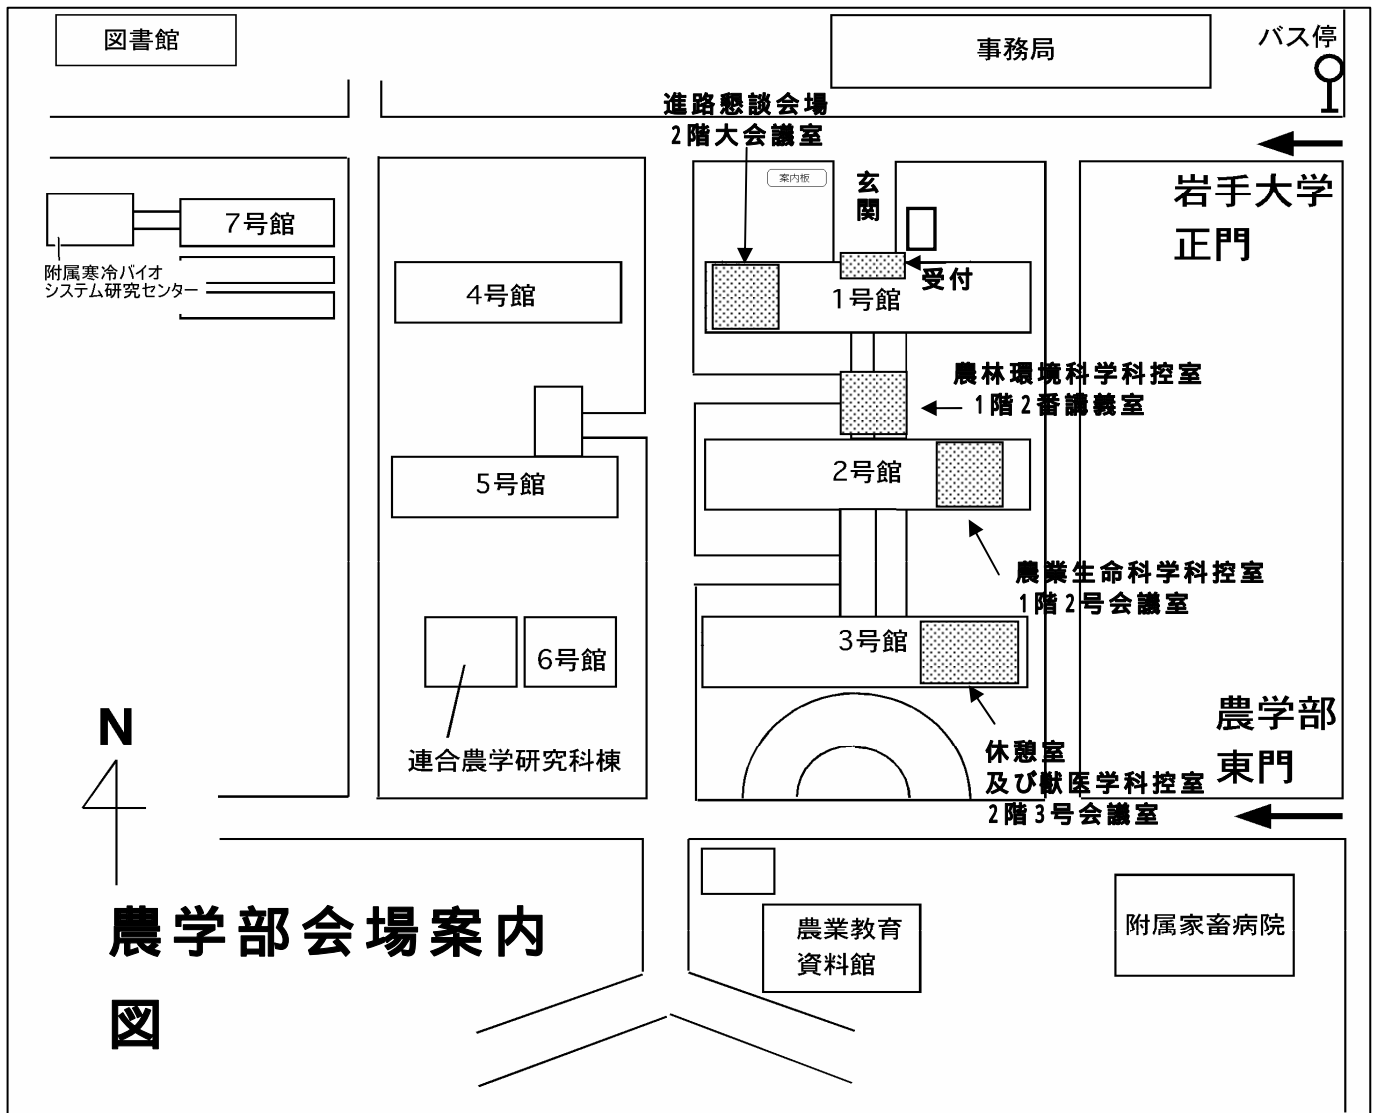 図書館
事務局
バス停
進路懇談会場
2階大会議室
案内板
玄
関
岩手大学
正門
7号館
附属寒冷バイオ
システム研究センター
4号館
受付
1号館
農林環境科学科控室
1階2番講義室
2号館
5号館
農業生命科学科控室
1階2号会議室
3号館
6号館
連合農学研究科棟
農学部
東門
休憩室
及び獣医学科控室
2階3号会議室
N
農学部会場案内
図
農業教育
資料館
附属家畜病院